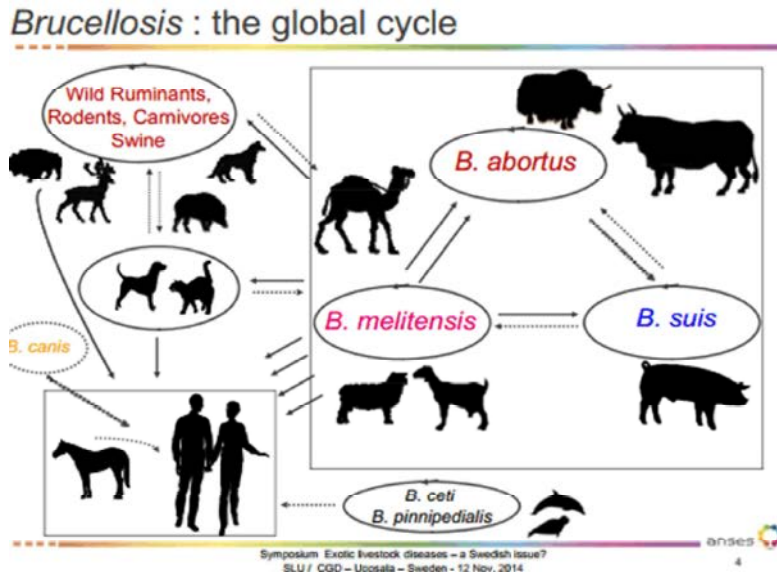 Brucellosis : the global cycle
Wild Ruminants,
Rodents, Carnivores
Swine
B. abortus
B. melitensis
B. suis
B. canis
B. ceti
B. pinnipedialis
Symposium Exotic livestock diseases – a Swedish issue?
SLU / CGD – Uppsala – Sweden - 12 Nov. 2014
anses
4